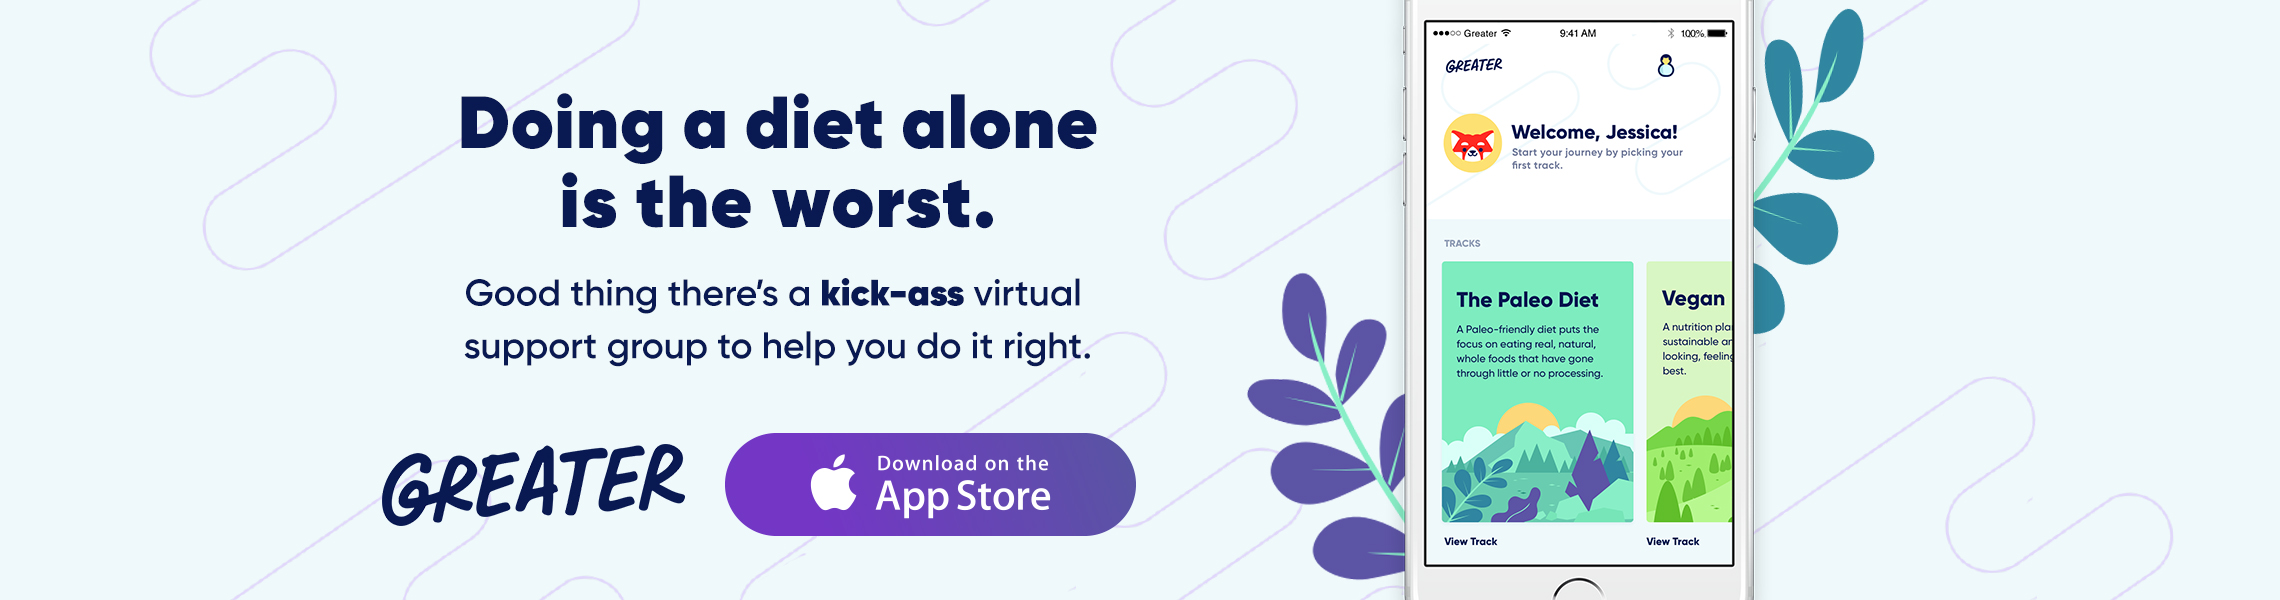 Doing a diet alone
is the worst.
Good thing there's a kick-ass virtual
support group to help you do it right.
GREATER
Download on the
App Store
Greater
9:41 AM
100%
GREATER
Welcome, Jessica!
Start your journey by picking your
first track.
TRACKS
The Paleo Diet
A Paleo-friendly diet puts the
focus on eating real, natural,
whole foods that have gone
through little or no processing.
View Track
Vegan
A nutrition
sustainable
looking,
best.
View Track